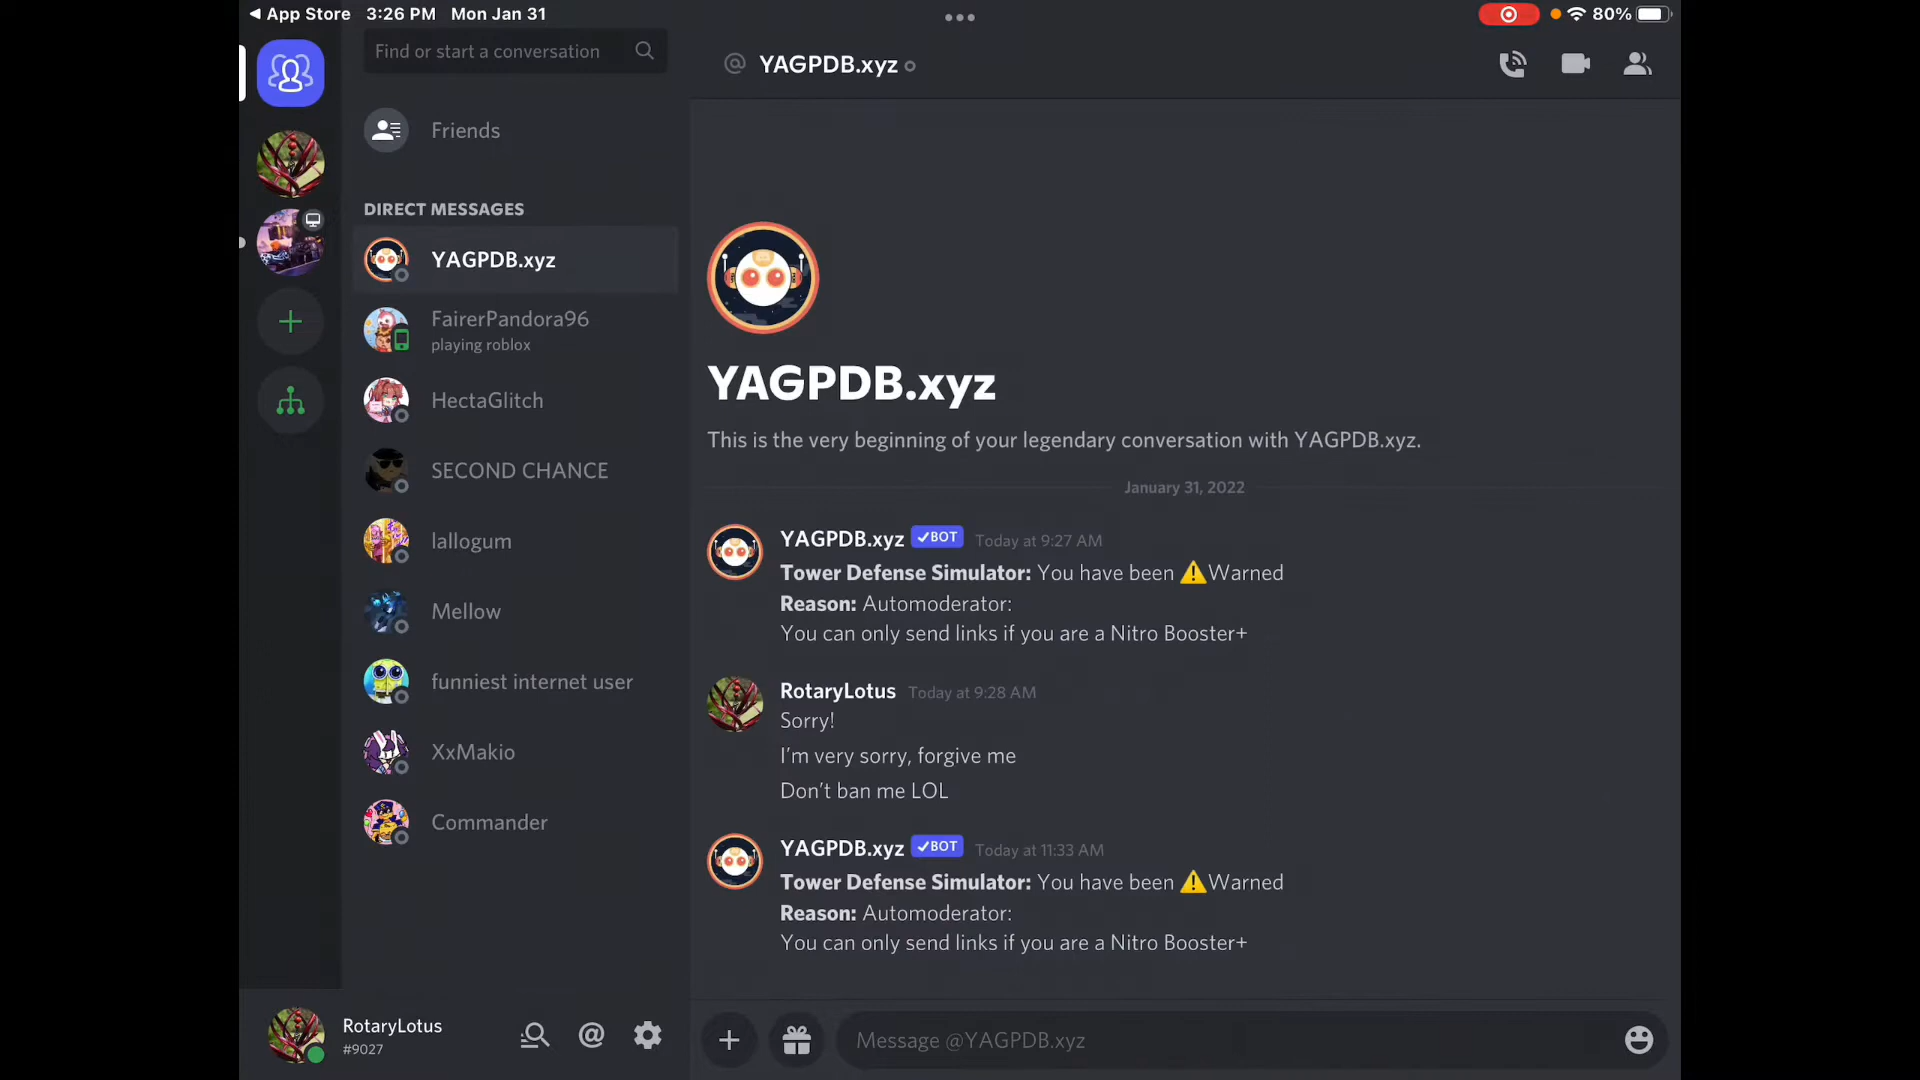 App Store 3:26 PM Mon Jan 31
80%
Find or start a conversation
Friends
DIRECT MESSAGES
YAGPDB.xyz
FairerPandora96
playing roblox
HectaGlitch
SECOND CHANCE
lallogum
Mellow
funniest internet user
XxMakio
Commander
RotaryLotus
#9027
@ YAGPDB.xyz
YAGPDB.xyz
This is the very beginning of your legendary conversation with YAGPDB.xyz.
January 31, 2022
YAGPDB.xyz BOT Today at 9:27 AM
Tower Defense Simulator: You have been ⚠️Warned
Reason: Automoderator:
You can only send links if you are a Nitro Booster+
RotaryLotus Today at 9:28 AM
Sorry!
I’m very sorry, forgive me
Don’t ban me LOL
YAGPDB.xyz BOT Today at 11:33 AM
Tower Defense Simulator: You have been ⚠️Warned
Reason: Automoderator:
You can only send links if you are a Nitro Booster+
Message @YAGPDB.xyz